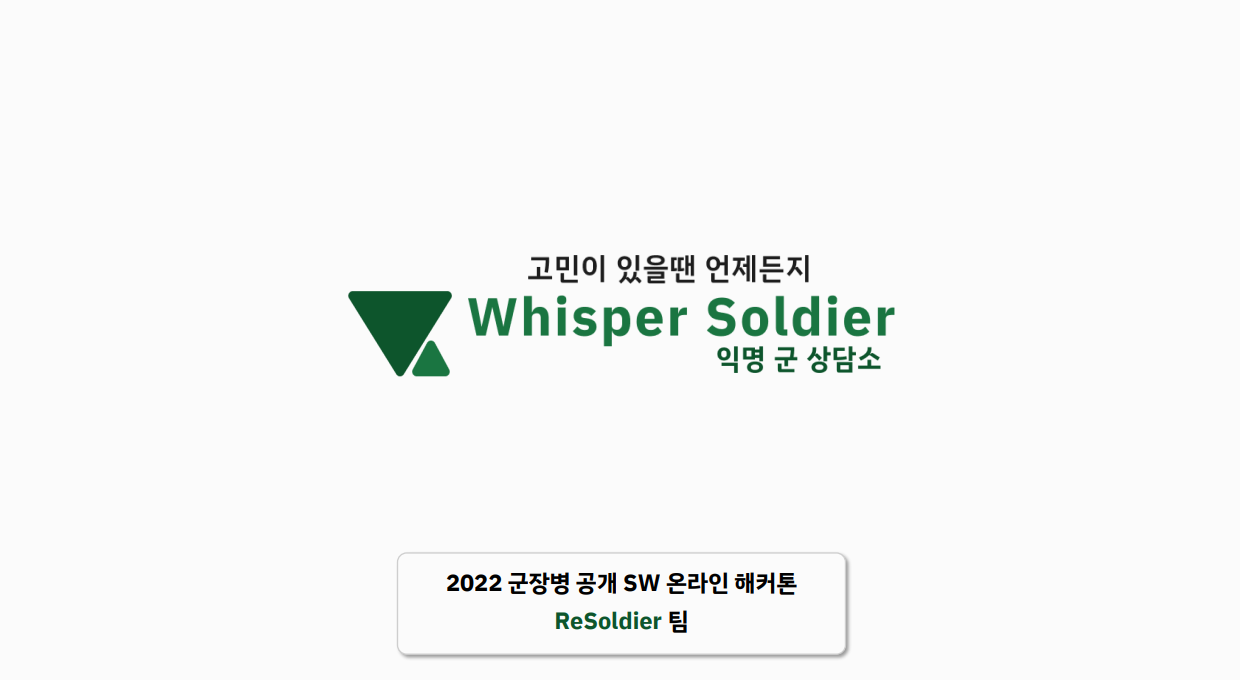 고민이 있을땐 언제든지
Whisper Soldier
익명 군 상담소
2022 군장병 공개 SW 온라인 해커톤
ReSoldier 팀